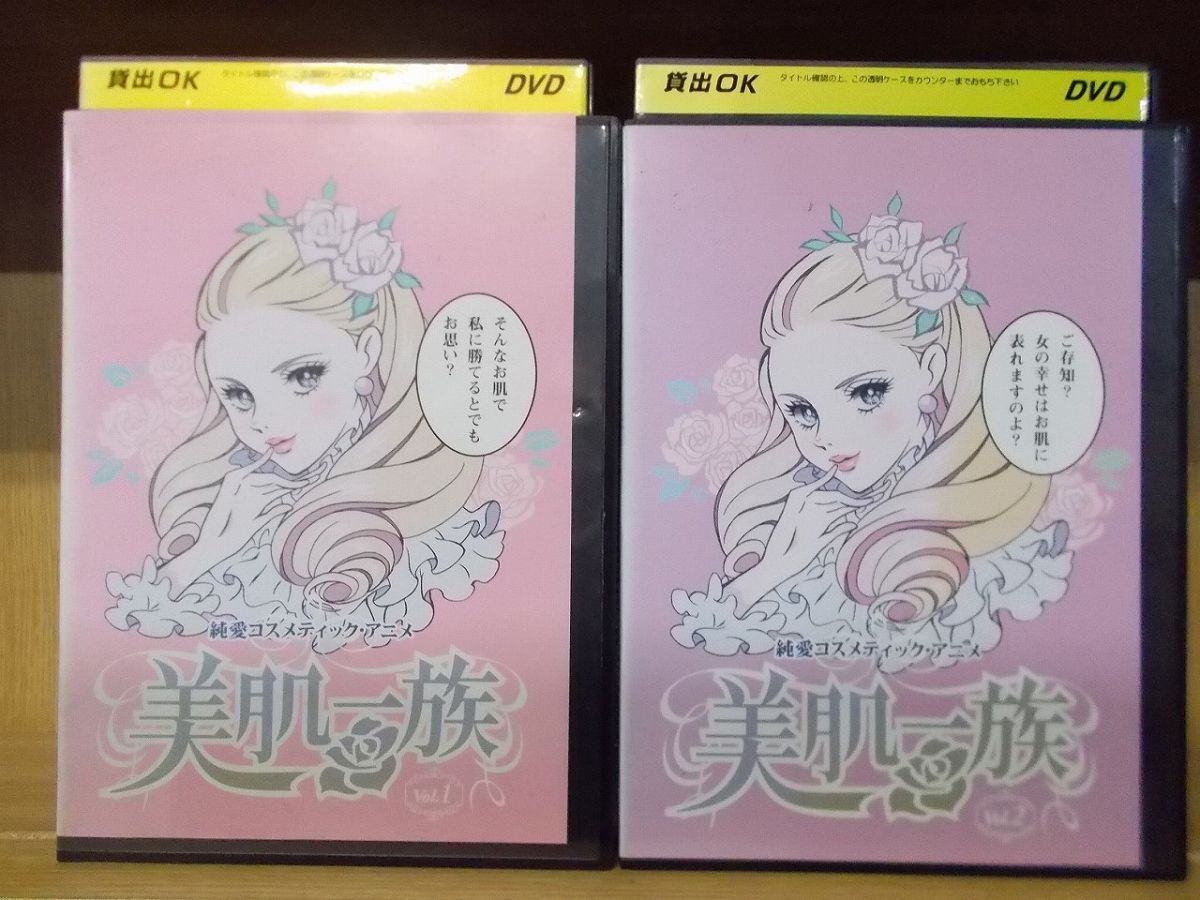 貸出OK
DVD
そんなお肌で
私に勝てるとでも
お思い?
純愛コスメティック・アニメ
美肌一族
Vol.1
貸出OK
タイトル確認の上、この透明ケースをカウンターまでおもち下さい
DVD
ご存知?
女の幸せはお肌に
表れますのよ?
純愛コスメティック・アニメ
美肌一族
Vol.2